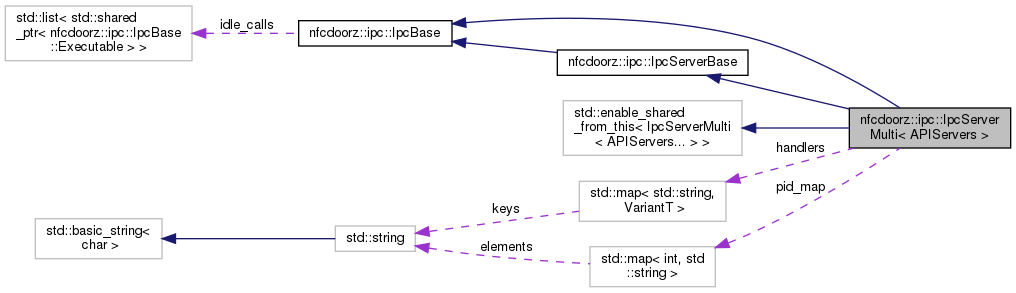 std::list< std::shared
_ptr< nfcdoorz::ipc::IpcBase
::Executable > >
idle_calls
nfcdoorz::ipc::IpcBase
nfcdoorz::ipc::IpcServerBase
std::enable_shared
_from_this< IpcServerMulti
< APIServers... > >
nfcdoorz::ipc::IpcServer
Multi< APIServers >
handlers
pid_map
std::map< std::string,
VariantT >
keys
std::basic_string<
char >
std::string
elements
std::map< int, std
::string >